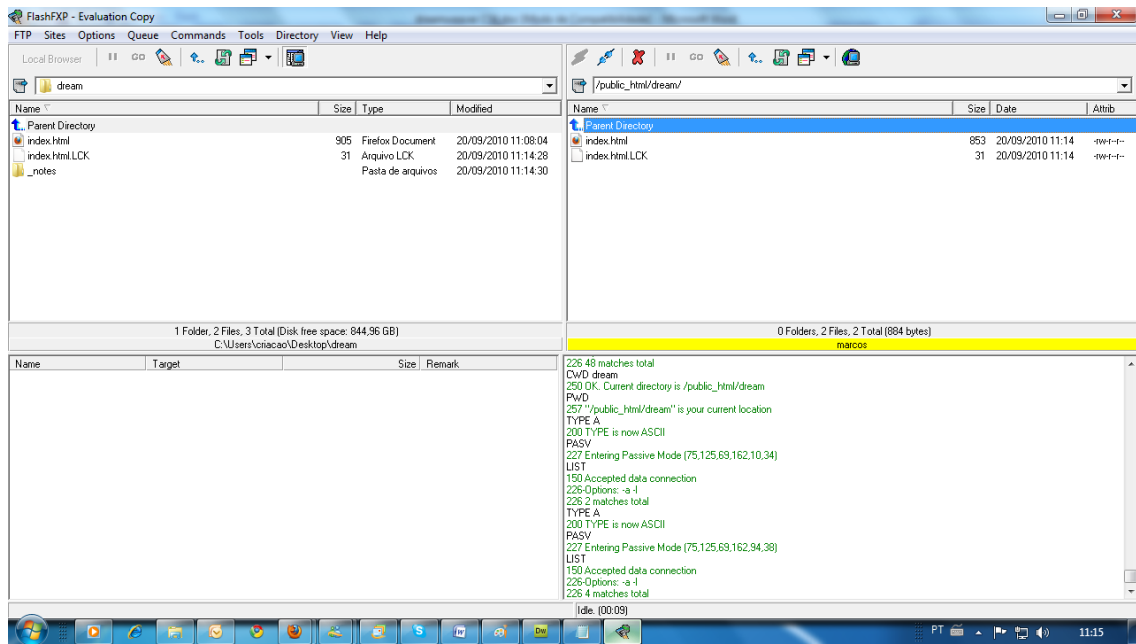 FlashFXP - Evaluation Copy
FTP Sites Options Queue Commands Tools Directory View Help
Local Browser GO
dream
Name Size Type Modified
Parent Directory
index.html 905 Firefox Document 20/09/2010 11:08:04
index.html.LCK 31 Arquivo LCK 20/09/2010 11:14:28
_notes Pasta de arquivos 20/09/2010 11:14:30
1 Folder, 2 Files, 3 Total (Disk free space: 844,96 GB)
C:\Users\criacao\Desktop\dream
GO
/public_html/dream/
Name Size Date Attrib
Parent Directory
index.html 853 20/09/2010 11:14 -rw-r--r--
index.html.LCK 31 20/09/2010 11:14 -rw-r--r--
0 Folders, 2 Files, 2 Total (884 bytes)
marcos
Name Target Size Remark
226 48 matches total
CWD dream
250 OK. Current directory is /public_html/dream
PWD
257 "/public_html/dream" is your current location
TYPE A
200 TYPE is now ASCII
PASV
227 Entering Passive Mode (75,125,69,162,10,34)
LIST
150 Accepted data connection
226-Options: -a -l
226 2 matches total
TYPE A
200 TYPE is now ASCII
PASV
227 Entering Passive Mode (75,125,69,162,94,38)
LIST
150 Accepted data connection
226-Options: -a -l
226 4 matches total
Idle. (00:09)
Dw
PT
11:15